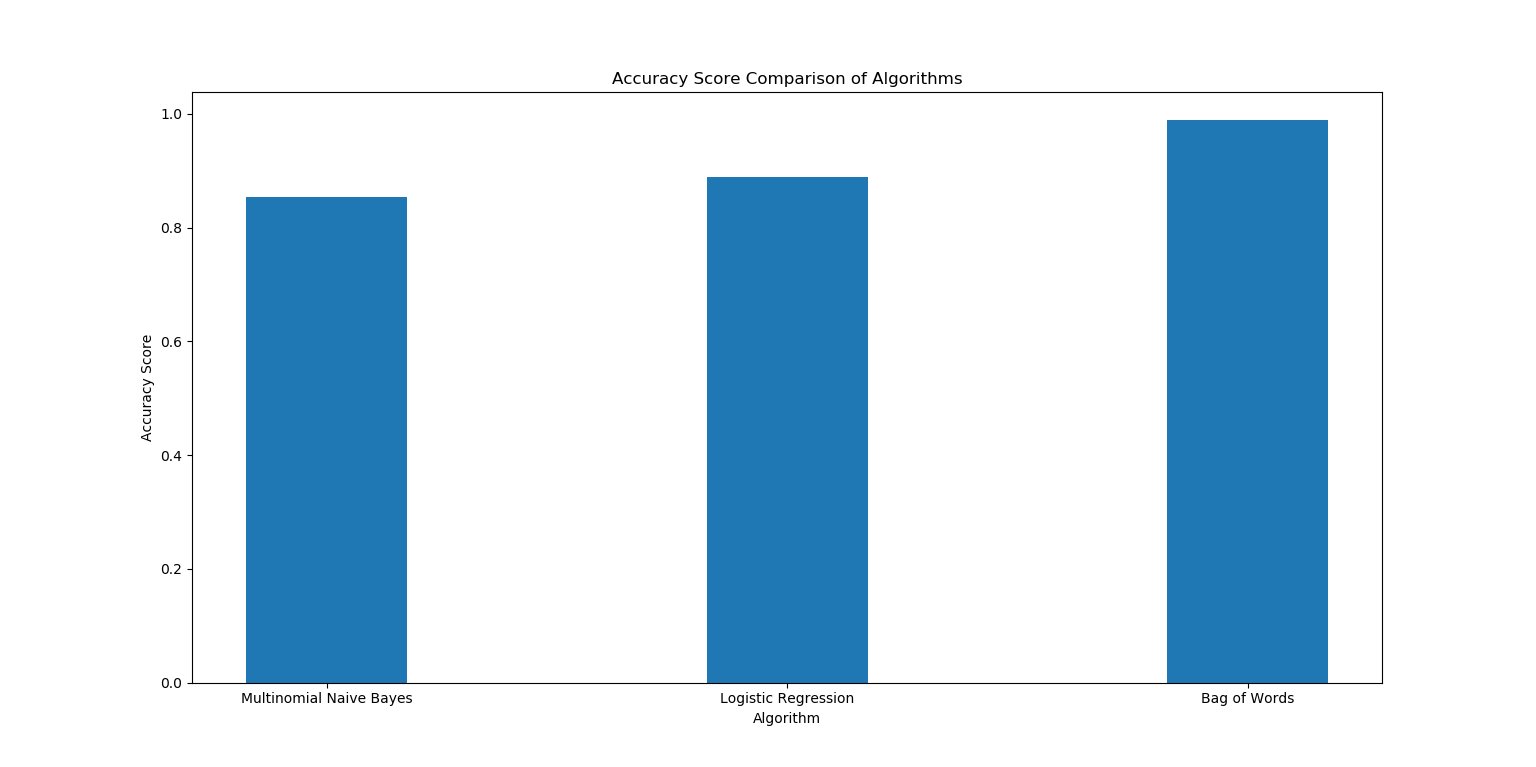 Accuracy Score Comparison of Algorithms
1.0
0.8
0.6
0.4
0.2
0.0
Accuracy Score
Multinomial Naive Bayes
Logistic Regression
Bag of Words
Algorithm